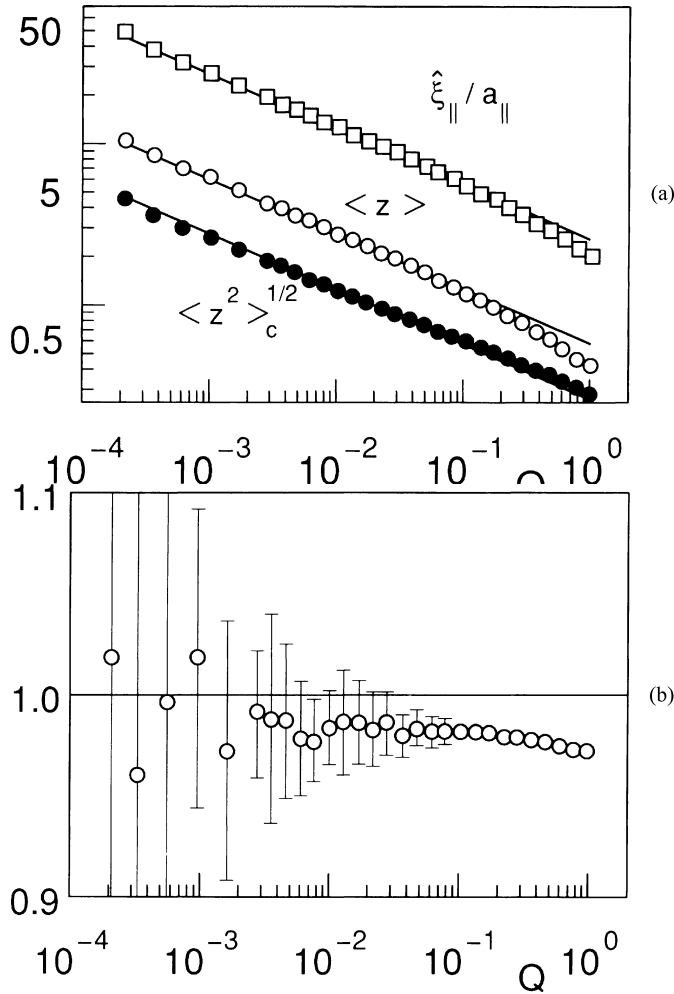 50
ξ̂∥ / a∥
5
(a)
< z >
< z² >c^1/2
0.5
10⁻⁴ 10⁻³ 10⁻² 10⁻¹ 10⁰
Q
1.1
1.0
(b)
0.9
10⁻⁴ 10⁻³ 10⁻² 10⁻¹ 10⁰
Q